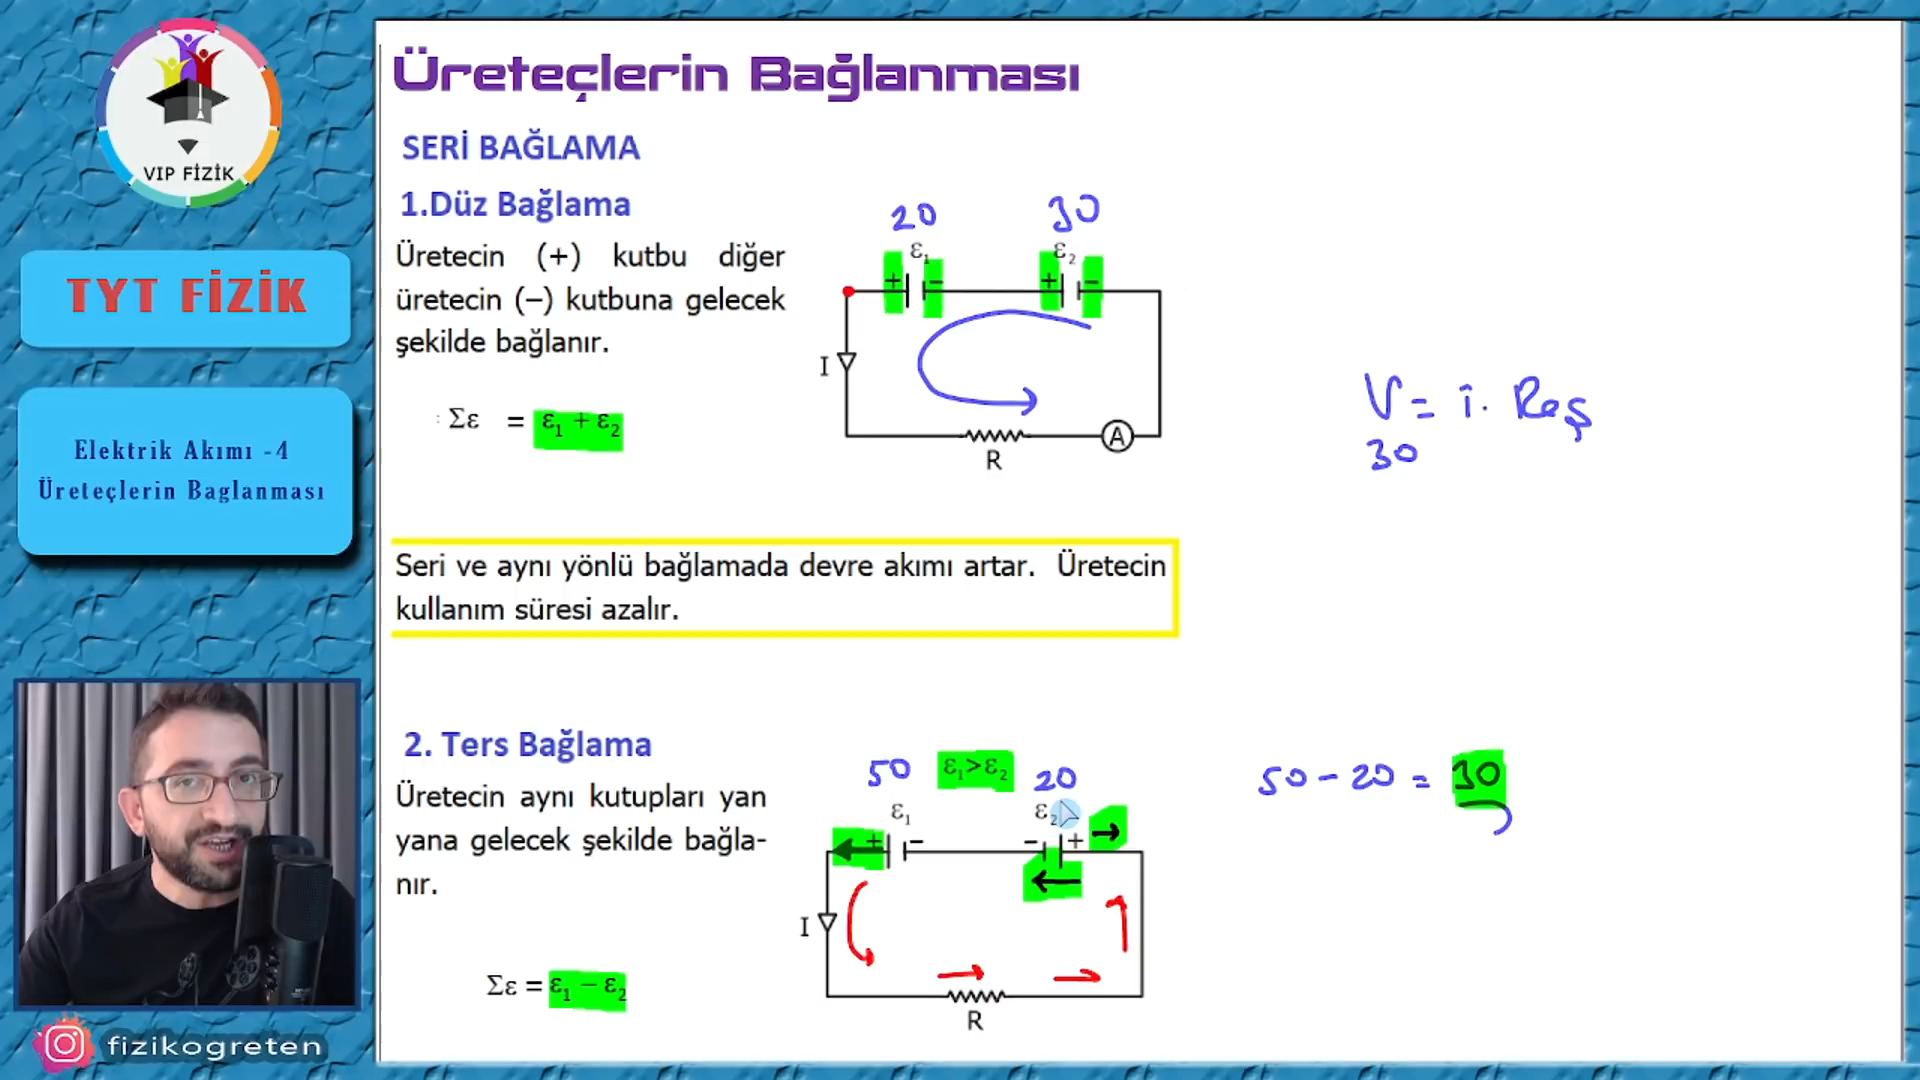 VIP FİZİK
TYT FİZİK
Elektrik Akımı -4
Üreteçlerin Baglanması
fizikogreten
Üreteçlerin Bağlanması
SERİ BAĞLAMA
1.Düz Bağlama
Üretecin (+) kutbu diğer
üretecin (–) kutbuna gelecek
şekilde bağlanır.
Σε = ε₁ + ε₂
20 30
ε₁ ε₂
+ − + −
I
A
R
V = i. Reş
30
Seri ve aynı yönlü bağlamada devre akımı artar. Üretecin
kullanım süresi azalır.
2. Ters Bağlama
Üretecin aynı kutupları yan
yana gelecek şekilde bağla-
nır.
Σε = ε₁ − ε₂
50 ε₁>ε₂ 20
ε₁ ε₂
+ − − +
I
R
50 - 20 = 30